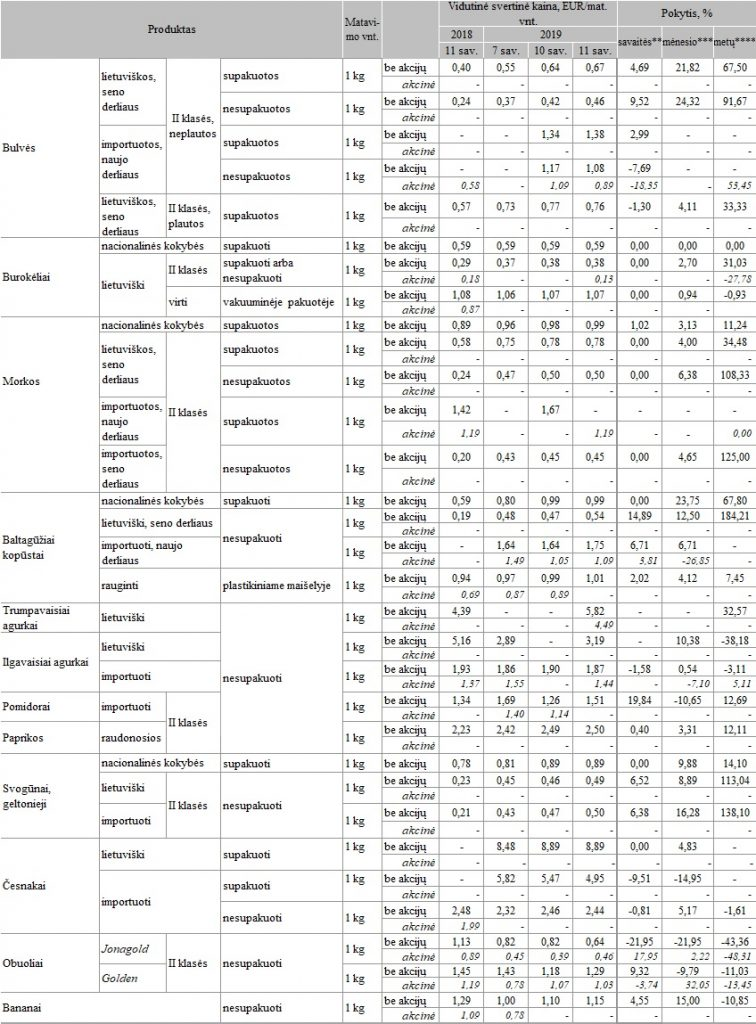 Produktas Matavi- Vidutinė svertinė kaina, EUR/mat. Pokytis, %
mo vnt. vnt.
2018 2019 savaitės** mėnesio*** metų****
11 sav. 7 sav. 10 sav. 11 sav.
Bulvės lietuviškos, seno derliaus II klasės, neplautos supakuotos 1 kg be akcijų 0,40 0,55 0,64 0,67 4,69 21,82 67,50
akcinė - - - - - - -
nesupakuotos 1 kg be akcijų 0,24 0,37 0,42 0,46 9,52 24,32 91,67
akcinė - - - - - - -
importuotos, naujo derliaus supakuotos 1 kg be akcijų - - 1,34 1,38 2,99 - -
akcinė - - - - - - -
nesupakuotos 1 kg be akcijų - - 1,17 1,08 -7,69 - -
akcinė 0,58 - 1,09 0,89 -18,35 - 53,45
lietuviškos, seno derliaus II klasės, plautos supakuotos 1 kg be akcijų 0,57 0,73 0,77 0,76 -1,30 4,11 33,33
akcinė - - - - - - -
Burokėliai nacionalinės kokybės supakuoti 1 kg be akcijų 0,59 0,59 0,59 0,59 0,00 0,00 0,00
lietuviški II klasės supakuoti arba nesupakuoti 1 kg be akcijų 0,29 0,37 0,38 0,38 0,00 2,70 31,03
akcinė 0,18 - - 0,13 - - -27,78
virti vakuuminėje pakuotėje 1 kg be akcijų 1,08 1,06 1,07 1,07 0,00 0,94 -0,93
akcinė 0,87 - - - - - -
Morkos nacionalinės kokybės supakuotos 1 kg be akcijų 0,89 0,96 0,98 0,99 1,02 3,13 11,24
lietuviškos, seno derliaus II klasės supakuotos 1 kg be akcijų 0,58 0,75 0,78 0,78 0,00 4,00 34,48
akcinė - - - - - - -
nesupakuotos 1 kg be akcijų 0,24 0,47 0,50 0,50 0,00 6,38 108,33
akcinė - - - - - - -
importuotos, naujo derliaus supakuotos 1 kg be akcijų 1,42 - 1,67 - - - -
akcinė 1,19 - - 1,19 - - 0,00
importuotos, seno derliaus nesupakuotos 1 kg be akcijų 0,20 0,43 0,45 0,45 0,00 4,65 125,00
akcinė - - - - - - -
Baltagūžiai kopūstai nacionalinės kokybės supakuoti 1 kg be akcijų 0,59 0,80 0,99 0,99 0,00 23,75 67,80
lietuviški, seno derliaus nesupakuoti 1 kg be akcijų 0,19 0,48 0,47 0,54 14,89 12,50 184,21
akcinė - - - - - - -
importuoti, naujo derliaus 1 kg be akcijų - 1,64 1,64 1,75 6,71 6,71 -
akcinė - 1,49 1,05 1,09 3,81 -26,85 -
rauginti plastikiniame maišelyje 1 kg be akcijų 0,94 0,97 0,99 1,01 2,02 4,12 7,45
akcinė 0,69 0,87 0,89 - - - -
Trumpavaisiai agurkai lietuviški nesupakuoti 1 kg be akcijų 4,39 - - 5,82 - - 32,57
akcinė - - - 4,49 - - -
Ilgavaisiai agurkai lietuviški 1 kg be akcijų 5,16 2,89 - 3,19 - 10,38 -38,18
akcinė - - - - - - -
importuoti 1 kg be akcijų 1,93 1,86 1,90 1,87 -1,58 0,54 -3,11
akcinė 1,37 1,55 - 1,44 - -7,10 5,11
Pomidorai importuoti II klasės 1 kg be akcijų 1,34 1,69 1,26 1,51 19,84 -10,65 12,69
akcinė - 1,40 1,14 - - - -
Paprikos raudonosios 1 kg be akcijų 2,23 2,42 2,49 2,50 0,40 3,31 12,11
akcinė - - - - - - -
Svogūnai, geltonieji nacionalinės kokybės supakuoti 1 kg be akcijų 0,78 0,81 0,89 0,89 0,00 9,88 14,10
lietuviški II klasės nesupakuoti 1 kg be akcijų 0,23 0,45 0,46 0,49 6,52 8,89 113,04
akcinė - - - - - - -
importuoti 1 kg be akcijų 0,21 0,43 0,47 0,50 6,38 16,28 138,10
akcinė - - - - - - -
Česnakai lietuviški supakuoti 1 kg be akcijų - 8,48 8,89 8,89 0,00 4,83 -
akcinė - - - - - - -
importuoti supakuoti 1 kg be akcijų - 5,82 5,47 4,95 -9,51 -14,95 -
akcinė - - - - - - -
nesupakuoti 1 kg be akcijų 2,48 2,32 2,46 2,44 -0,81 5,17 -1,61
akcinė 1,99 - - - - - -
Obuoliai Jonagold II klasės nesupakuoti 1 kg be akcijų 1,13 0,82 0,82 0,64 -21,95 -21,95 -43,36
akcinė 0,89 0,45 0,39 0,46 17,95 2,22 -48,31
Golden 1 kg be akcijų 1,45 1,43 1,18 1,29 9,32 -9,79 -11,03
akcinė 1,19 0,78 1,07 1,03 -3,74 32,05 -13,45
Bananai nesupakuoti 1 kg be akcijų 1,29 1,00 1,10 1,15 4,55 15,00 -10,85
akcinė 1,09 0,78 - - - - -